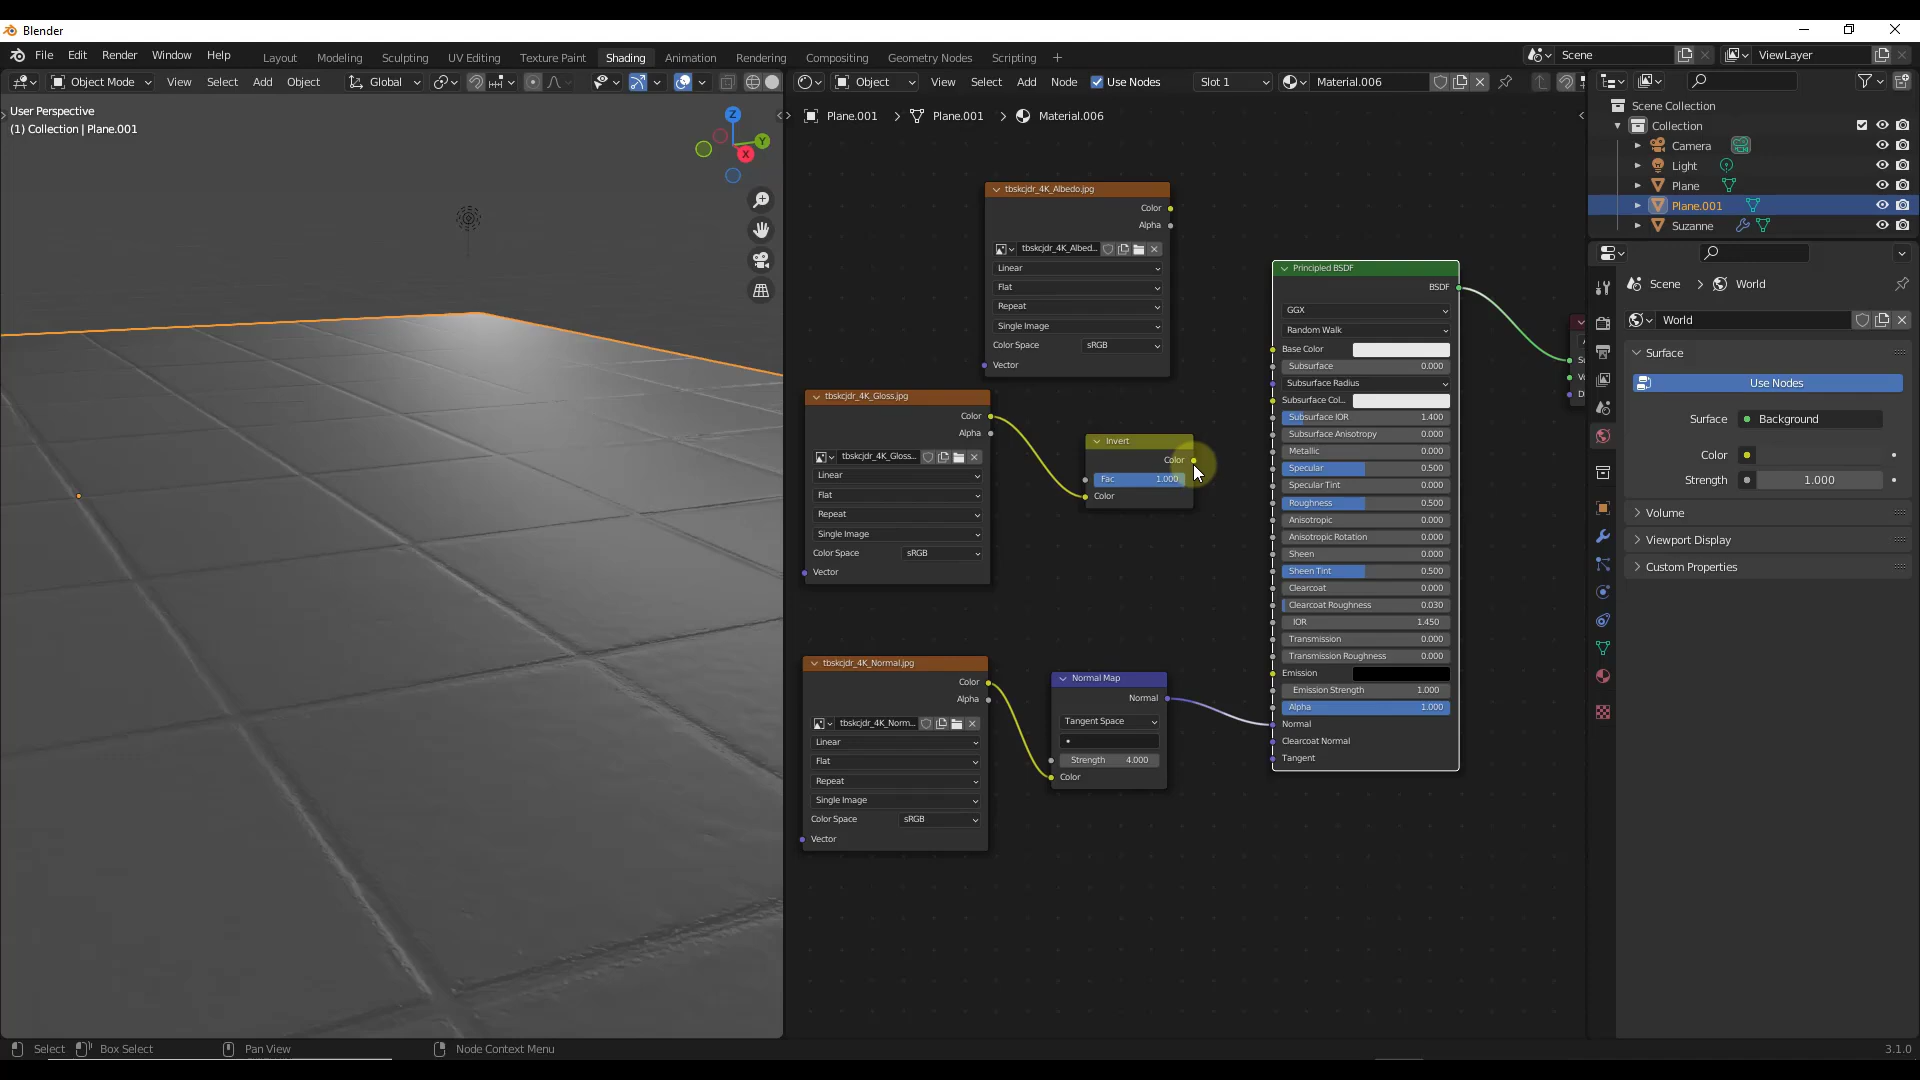 Blender
File Edit Render Window Help
Layout Modeling Sculpting UV Editing Texture Paint Shading Animation Rendering Compositing Geometry Nodes Scripting +
Scene
ViewLayer
Object Mode View Select Add Object Global
Object View Select Add Node Use Nodes Slot 1 Material.006
User Perspective
(1) Collection | Plane.001
Z
Y
X
Plane.001 > Plane.001 > Material.006
tbskcjdr_4K_Albedo.jpg
Color
Alpha
tbskcjdr_4K_Albed...
Linear
Flat
Repeat
Single Image
Color Space sRGB
Vector
tbskcjdr_4K_Gloss.jpg
Color
Alpha
tbskcjdr_4K_Gloss...
Linear
Flat
Repeat
Single Image
Color Space sRGB
Vector
Invert
Color
Fac 1.000
Color
tbskcjdr_4K_Normal.jpg
Color
Alpha
tbskcjdr_4K_Norm...
Linear
Flat
Repeat
Single Image
Color Space sRGB
Vector
Normal Map
Normal
Tangent Space
Strength 4.000
Color
Principled BSDF
BSDF
GGX
Random Walk
Base Color
Subsurface 0.000
Subsurface Radius
Subsurface Col...
Subsurface IOR 1.400
Subsurface Anisotropy 0.000
Metallic 0.000
Specular 0.500
Specular Tint 0.000
Roughness 0.500
Anisotropic 0.000
Anisotropic Rotation 0.000
Sheen 0.000
Sheen Tint 0.500
Clearcoat 0.000
Clearcoat Roughness 0.030
IOR 1.450
Transmission 0.000
Transmission Roughness 0.000
Emission
Emission Strength 1.000
Alpha 1.000
Normal
Clearcoat Normal
Tangent
Scene Collection
Collection
Camera
Light
Plane
Plane.001
Suzanne
Scene > World
World
Surface
Use Nodes
Surface Background
Color
Strength 1.000
Volume
Viewport Display
Custom Properties
Select Box Select Pan View Node Context Menu 3.1.0